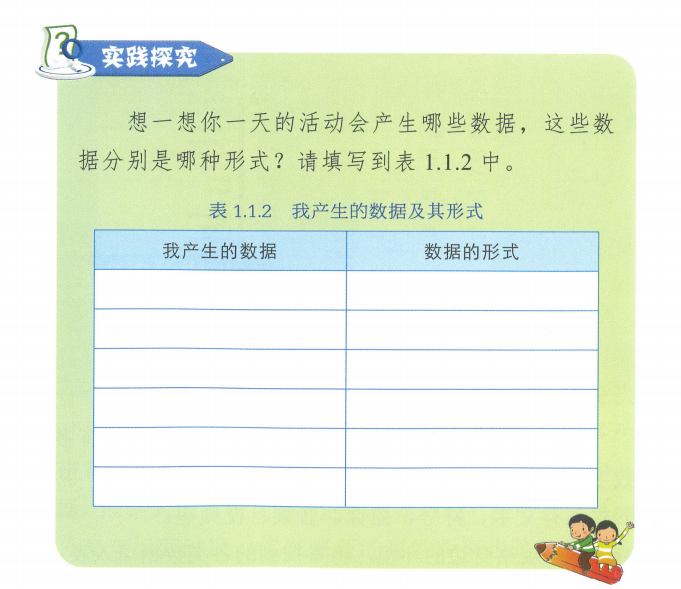 实践探究
想一想你一天的活动会产生哪些数据，这些数
据分别是哪种形式？请填写到表 1.1.2 中。
表 1.1.2 我产生的数据及其形式
我产生的数据 数据的形式